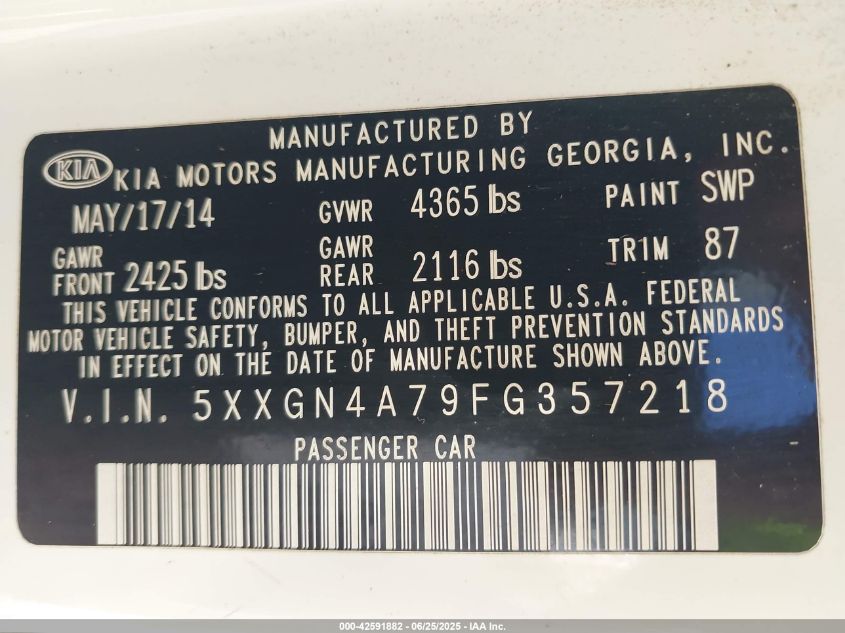 MANUFACTURED BY
KIA KIA MOTORS MANUFACTURING GEORGIA, INC.
MAY/17/14 GVWR 4365 lbs PAINT SWP
GAWR FRONT 2425 lbs GAWR REAR 2116 lbs TRIM 87
THIS VEHICLE CONFORMS TO ALL APPLICABLE U.S.A. FEDERAL
MOTOR VEHICLE SAFETY, BUMPER, AND THEFT PREVENTION STANDARDS
IN EFFECT ON THE DATE OF MANUFACTURE SHOWN ABOVE.
V.I.N. 5XXGN4A79FG357218
PASSENGER CAR
000-42591882 - 06/25/2025 - IAA Inc.